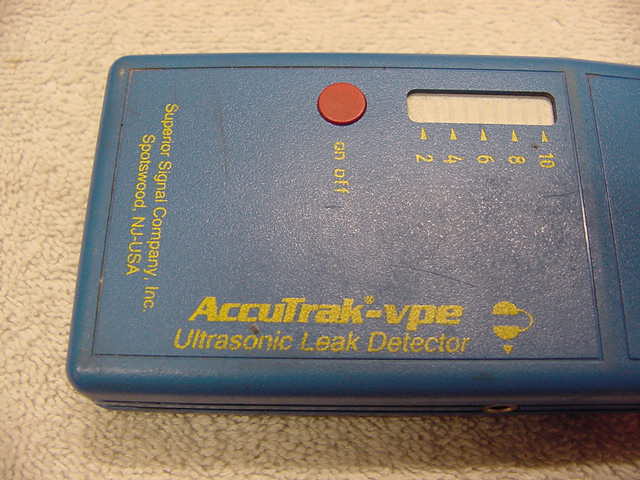 on off
2
4
6
8
10
Superior Signal Company, Inc.
Spotswood, NJ-USA
AccuTrak®-vpe
Ultrasonic Leak Detector